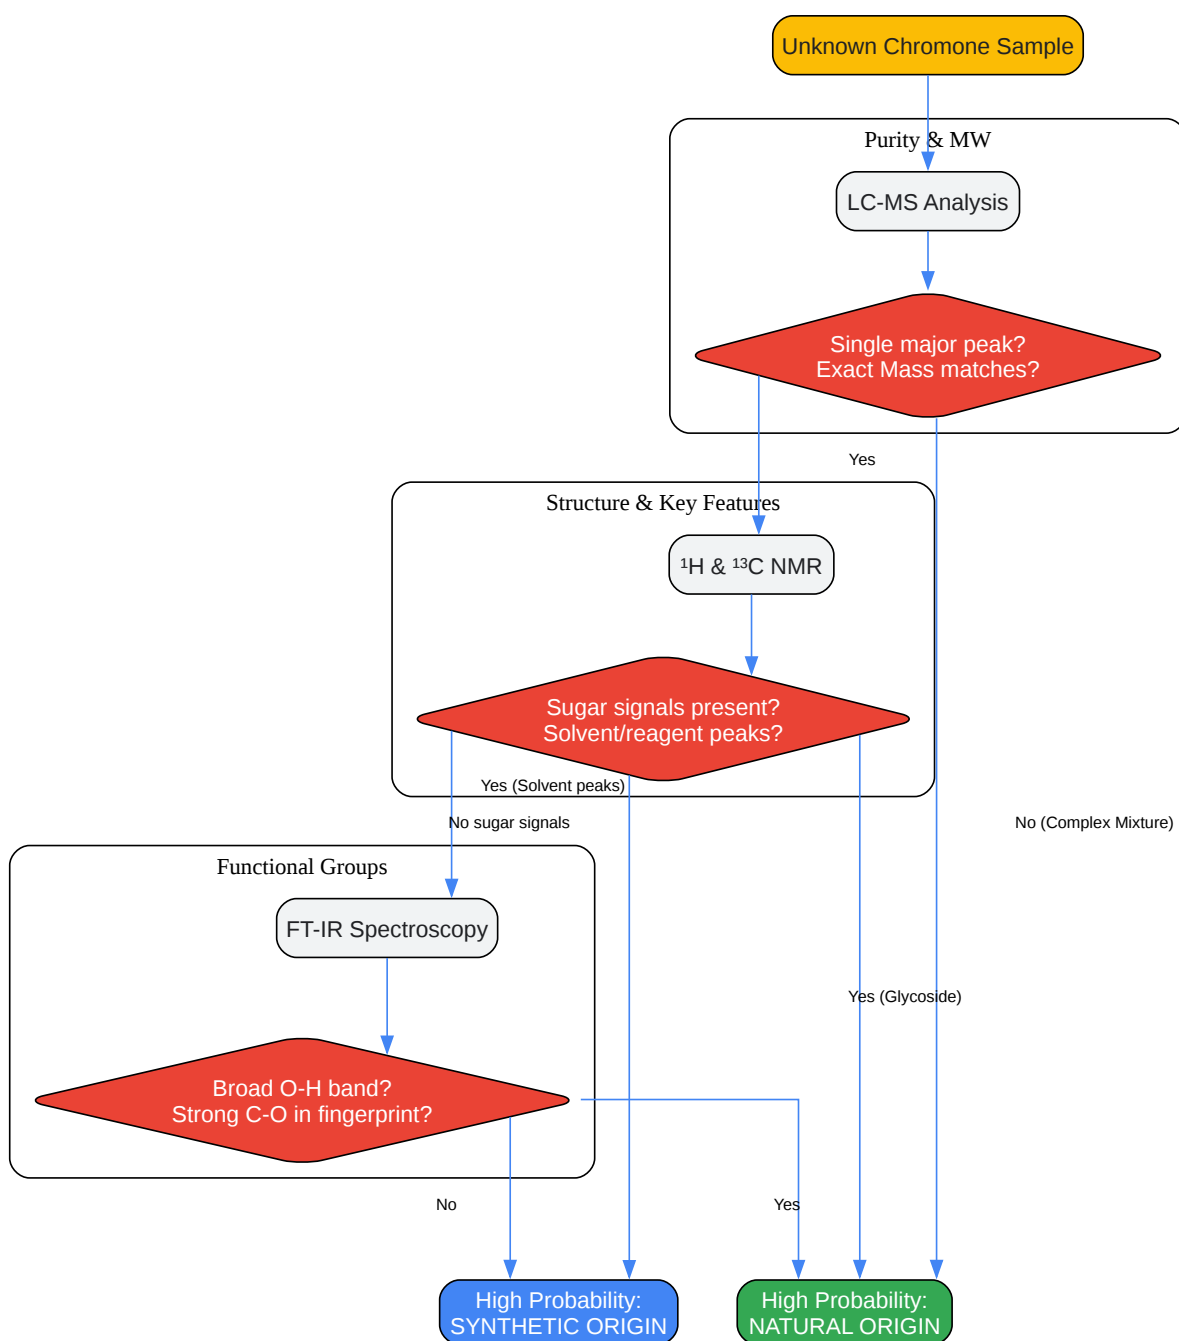 Unknown Chromone Sample
Purity & MW
LC-MS Analysis
Single major peak?
Exact Mass matches?
Yes
Structure & Key Features
¹H & ¹³C NMR
Sugar signals present?
Solvent/reagent peaks?
Yes (Solvent peaks)
No sugar signals
No (Complex Mixture)
Functional Groups
FT-IR Spectroscopy
Yes (Glycoside)
Broad O-H band?
Strong C-O in fingerprint?
No
Yes
High Probability:
SYNTHETIC ORIGIN
High Probability:
NATURAL ORIGIN